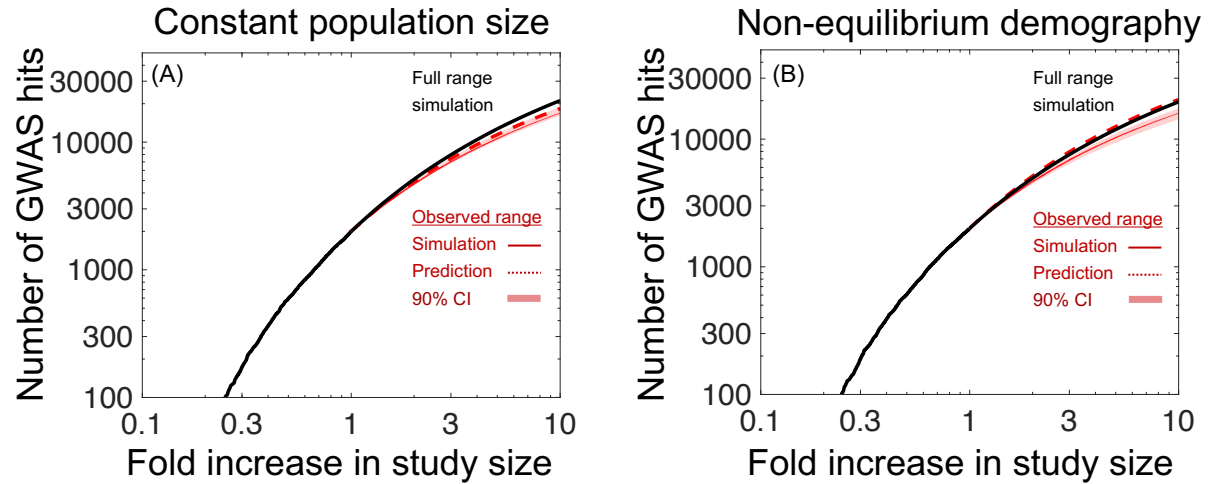 Constant population size
(A)
Number of GWAS hits
30000
10000
3000
1000
300
100
Full range
simulation
Observed range
Simulation
Prediction
90% CI
0.1
0.3
1
3
10
Fold increase in study size
Non-equilibrium demography
(B)
Number of GWAS hits
30000
10000
3000
1000
300
100
Full range
simulation
Observed range
Simulation
Prediction
90% CI
0.1
0.3
1
3
10
Fold increase in study size